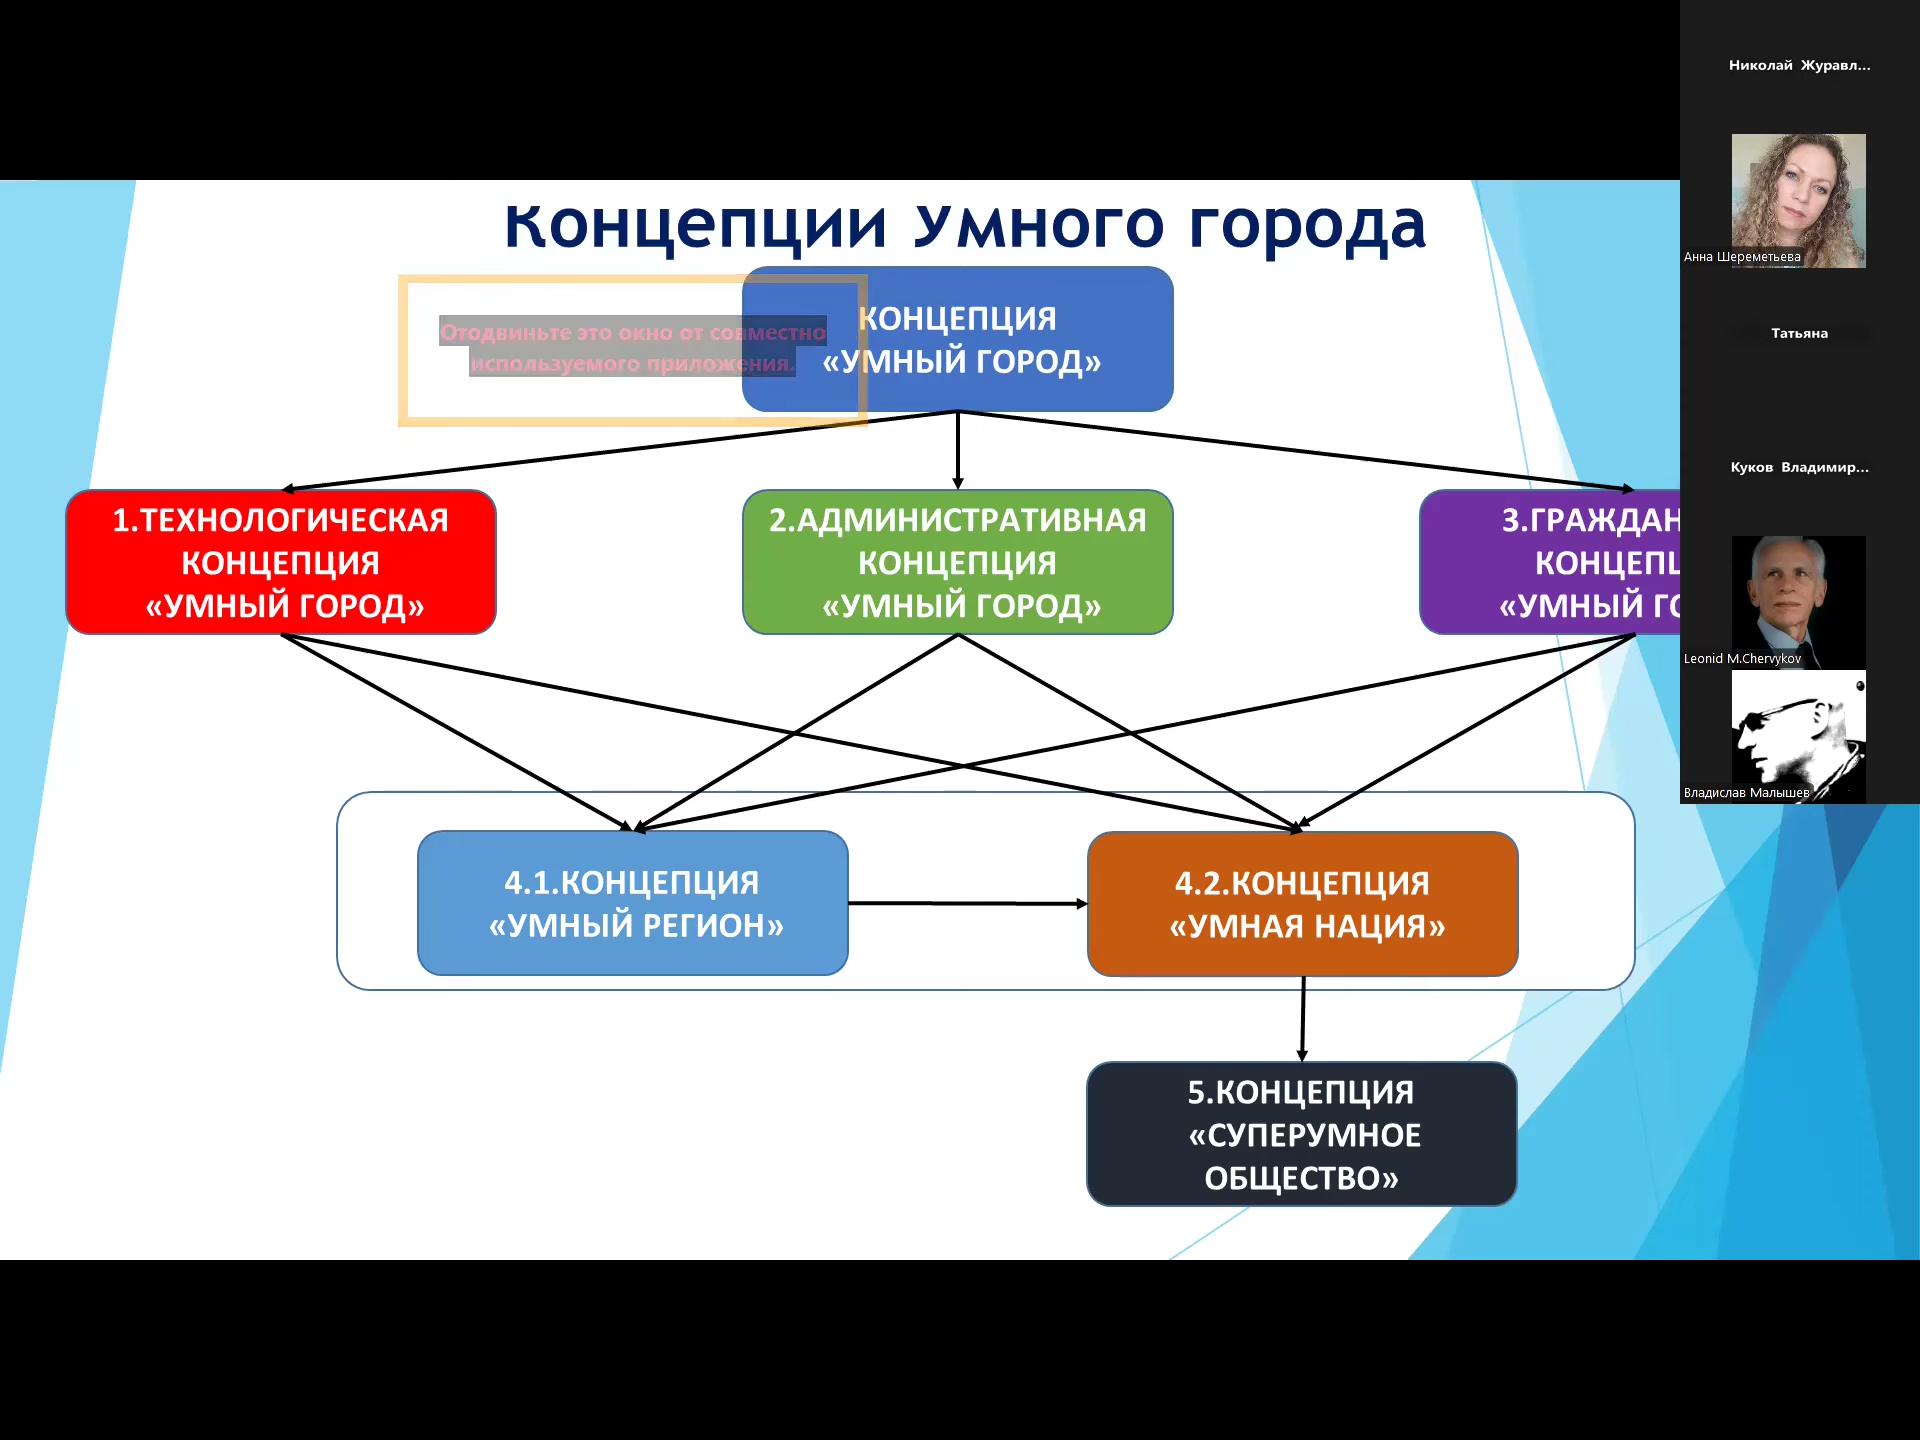 Концепции Умного города
Отодвиньте это окно от совместно
используемого приложения.
КОНЦЕПЦИЯ
«УМНЫЙ ГОРОД»
1.ТЕХНОЛОГИЧЕСКАЯ
КОНЦЕПЦИЯ
«УМНЫЙ ГОРОД»
2.АДМИНИСТРАТИВНАЯ
КОНЦЕПЦИЯ
«УМНЫЙ ГОРОД»
3.ГРАЖДАН
КОНЦЕПЦ
«УМНЫЙ ГО
4.1.КОНЦЕПЦИЯ
«УМНЫЙ РЕГИОН»
4.2.КОНЦЕПЦИЯ
«УМНАЯ НАЦИЯ»
5.КОНЦЕПЦИЯ
«СУПЕРУМНОЕ
ОБЩЕСТВО»
Николай Журавл...
Анна Шереметьева
Татьяна
Куков Владимир...
Leonid M.Chervykov
Владислав Малышев